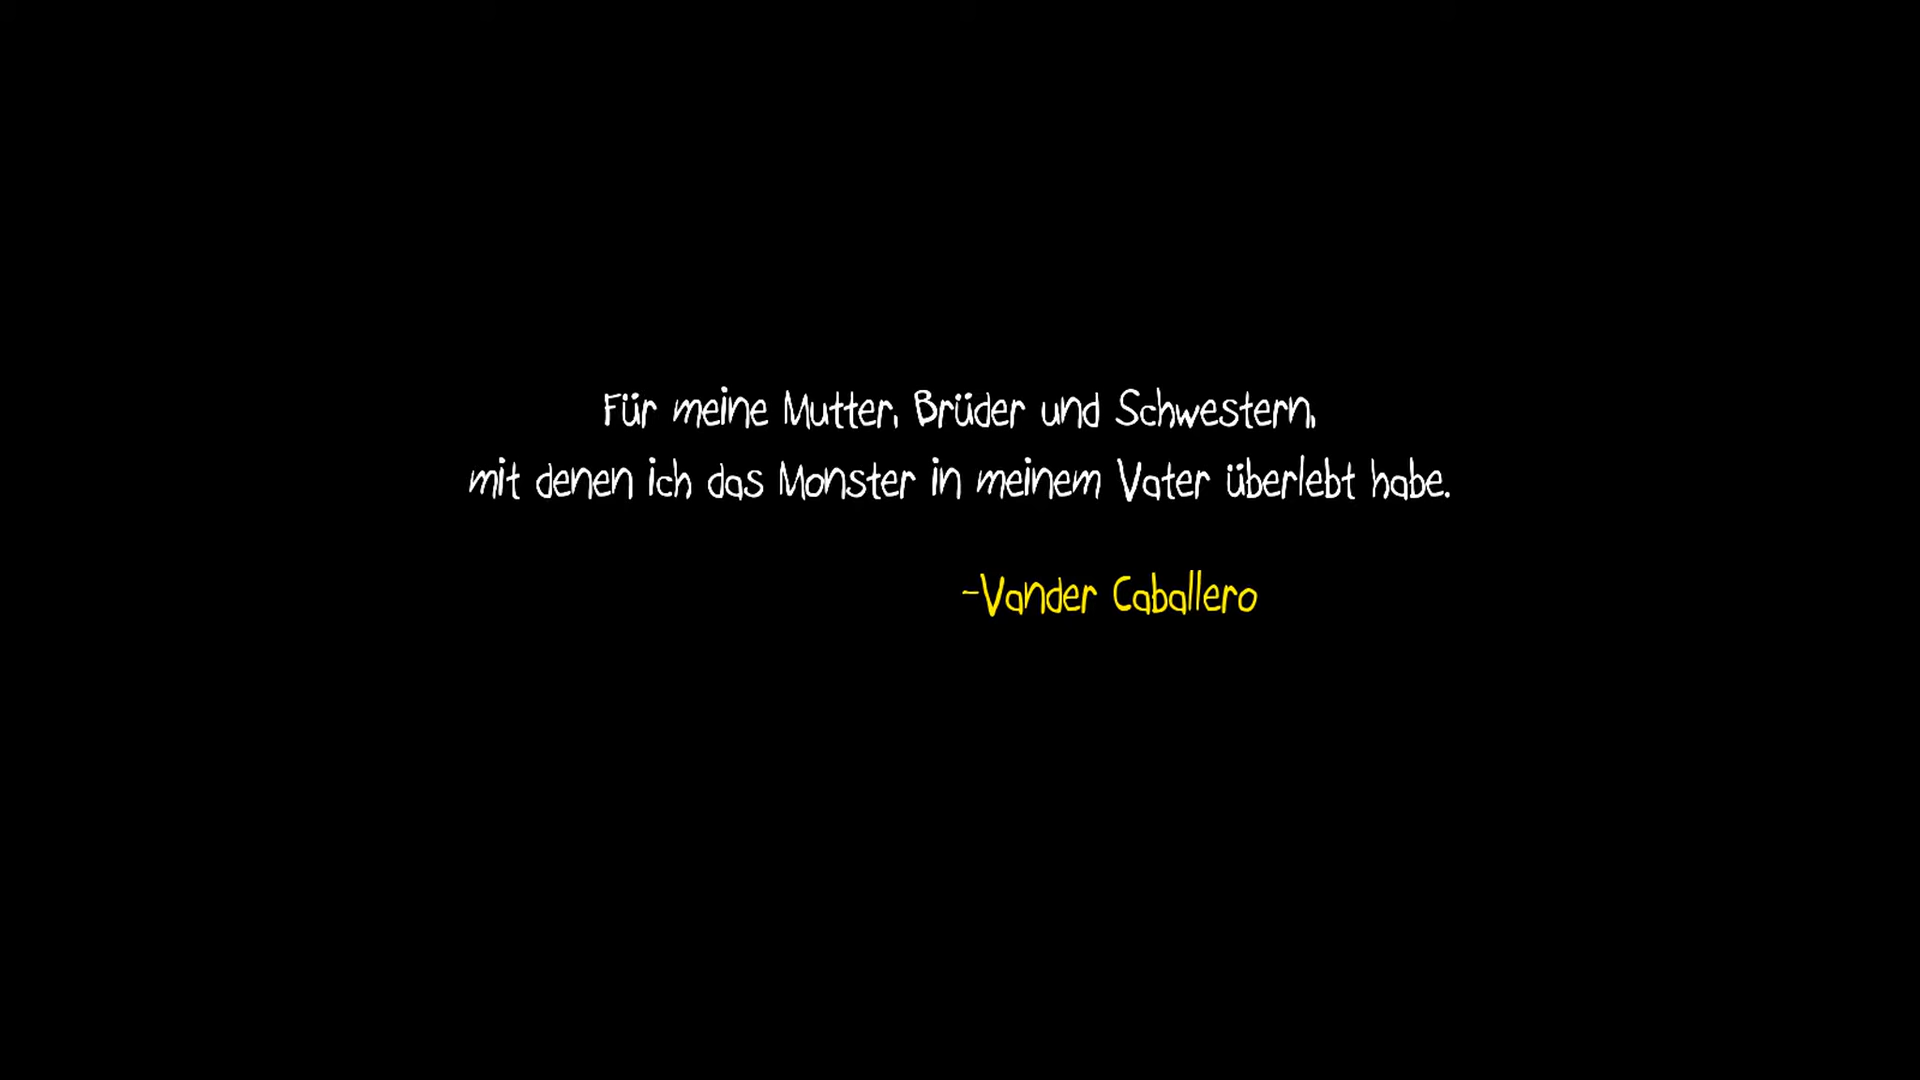 Für meine Mutter, Brüder und Schwestern,
mit denen ich das Monster in meinem Vater überlebt habe.
-Vander Caballero